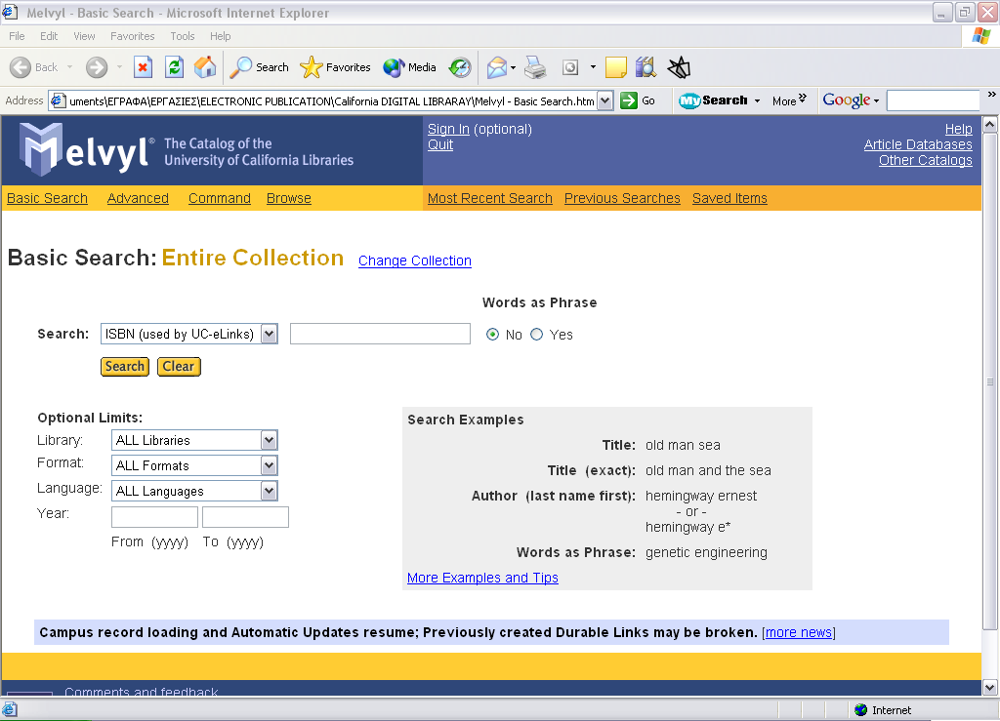 Melvyl - Basic Search - Microsoft Internet Explorer
File Edit View Favorites Tools Help
Back Search Favorites Media
Address uments\ΕΓΡΑΦΑ\ΕΡΓΑΣΙΕΣ\ELECTRONIC PUBLICATION\California DIGITAL LIBRARAY\Melvyl - Basic Search.htm Go My Search More » Google »
Melvyl® The Catalog of the
University of California Libraries
Sign In (optional) Help
Quit Article Databases
Other Catalogs
Basic Search Advanced Command Browse Most Recent Search Previous Searches Saved Items
Basic Search: Entire Collection Change Collection
Words as Phrase
Search: ISBN (used by UC-eLinks) No Yes
Search Clear
Optional Limits:
Library: ALL Libraries
Format: ALL Formats
Language: ALL Languages
Year:
From (yyyy) To (yyyy)
Search Examples
Title: old man sea
Title (exact): old man and the sea
Author (last name first): hemingway ernest
- or -
hemingway e*
Words as Phrase: genetic engineering
More Examples and Tips
Campus record loading and Automatic Updates resume; Previously created Durable Links may be broken. [more news]
Comments and feedback
Internet